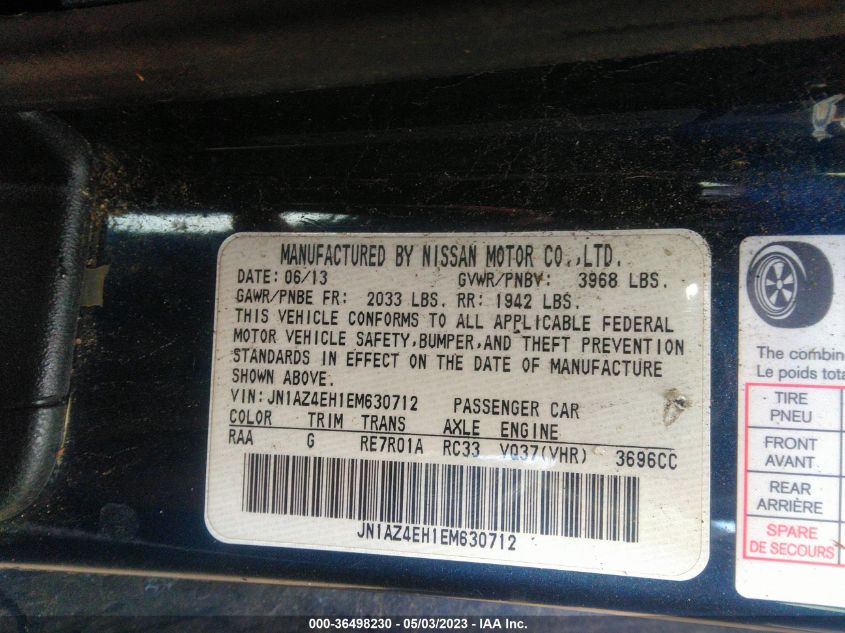 MANUFACTURED BY NISSAN MOTOR CO.,LTD.
DATE: 06/13 GVWR/PNBV: 3968 LBS.
GAWR/PNBE FR: 2033 LBS. RR: 1942 LBS.
THIS VEHICLE CONFORMS TO ALL APPLICABLE FEDERAL
MOTOR VEHICLE SAFETY,BUMPER,AND THEFT PREVENTION
STANDARDS IN EFFECT ON THE DATE OF MANUFACTURE
SHOWN ABOVE.
VIN: JN1AZ4EH1EM630712 PASSENGER CAR
COLOR TRIM TRANS AXLE ENGINE
RAA G RE7R01A RC33 VQ37(VHR) 3696CC
JN1AZ4EH1EM630712
The combin
Le poids tota
TIRE
PNEU
FRONT
AVANT
REAR
ARRIÈRE
SPARE
DE SECOURS
000-36498230 - 05/03/2023 - IAA Inc.